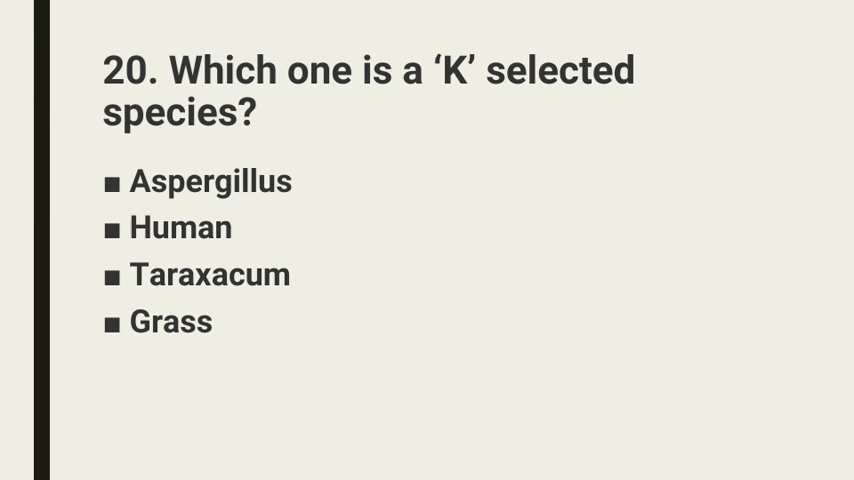 20. Which one is a ‘K’ selected
species?
■ Aspergillus
■ Human
■ Taraxacum
■ Grass